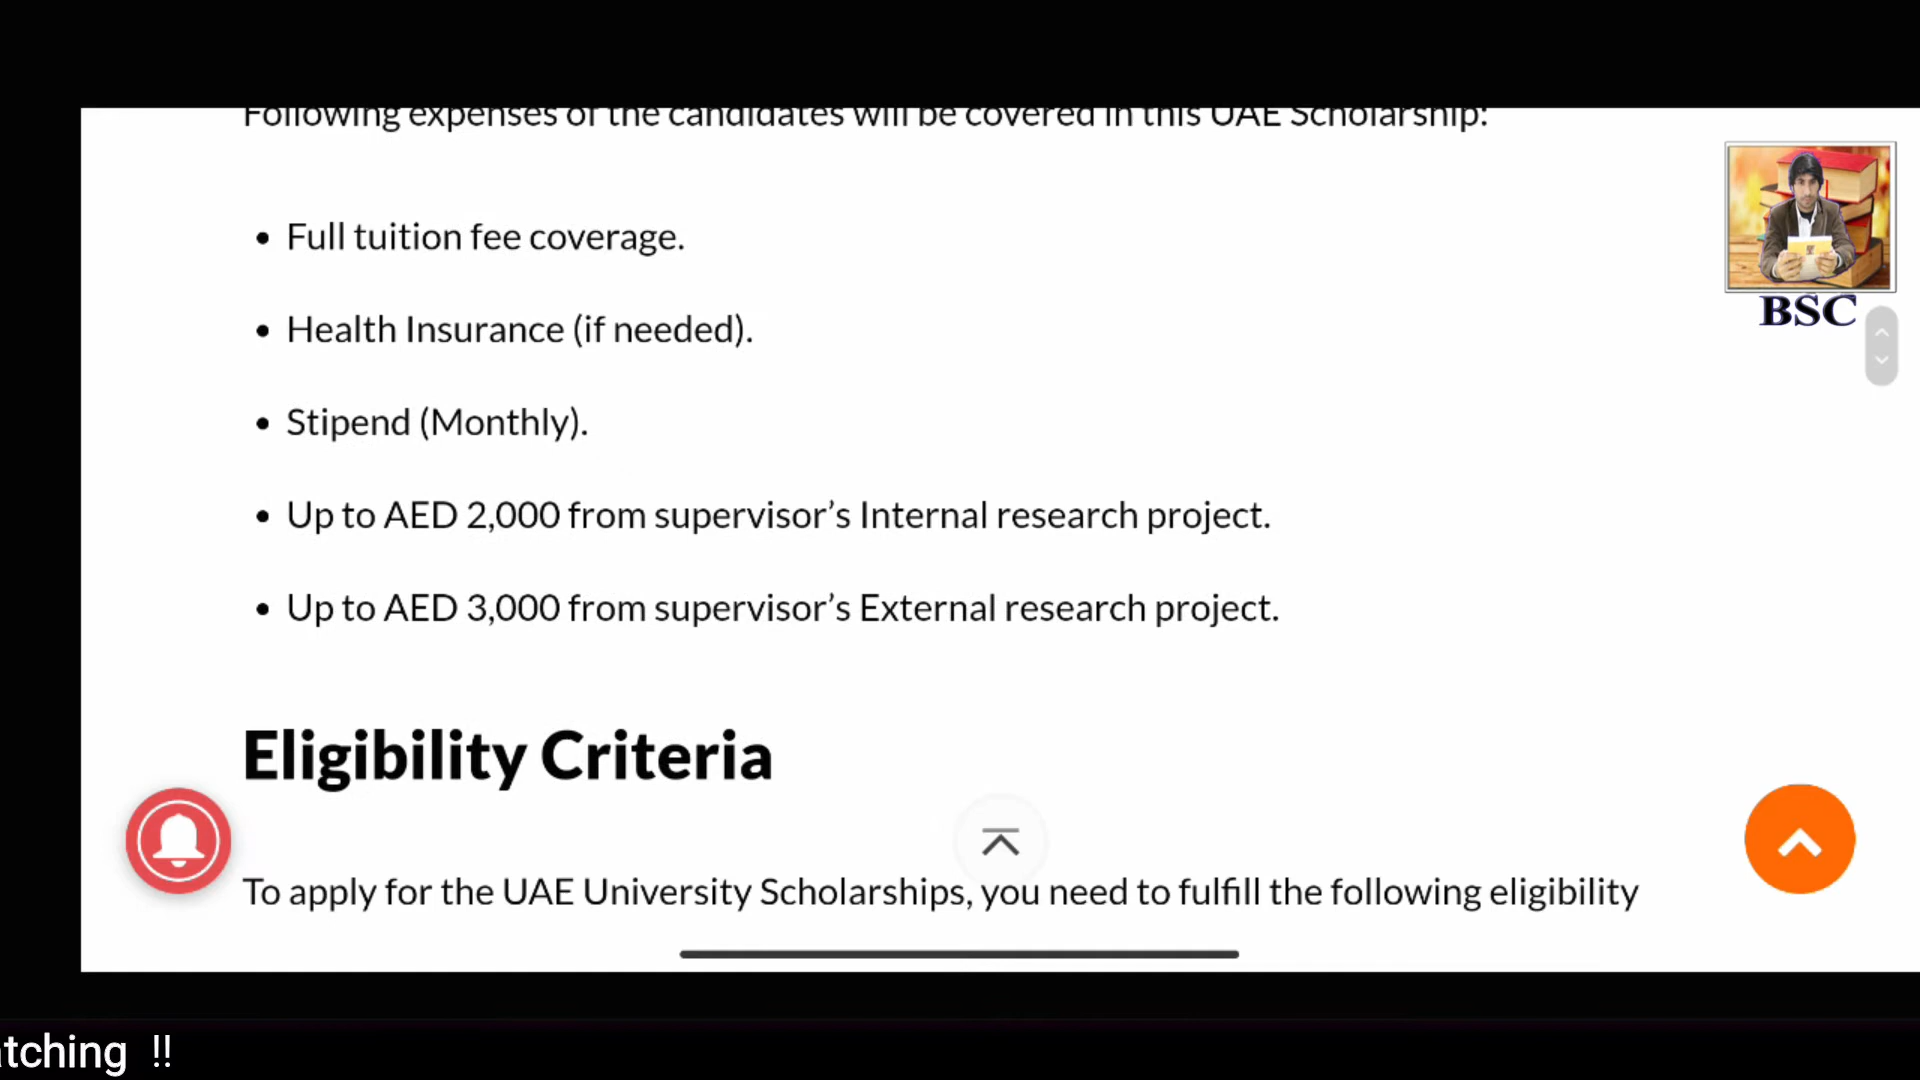 Following expenses of the candidates will be covered in this UAE Scholarship:
BSC
• Full tuition fee coverage.
• Health Insurance (if needed).
• Stipend (Monthly).
• Up to AED 2,000 from supervisor’s Internal research project.
• Up to AED 3,000 from supervisor’s External research project.
Eligibility Criteria
To apply for the UAE University Scholarships, you need to fulfill the following eligibility
tching !!